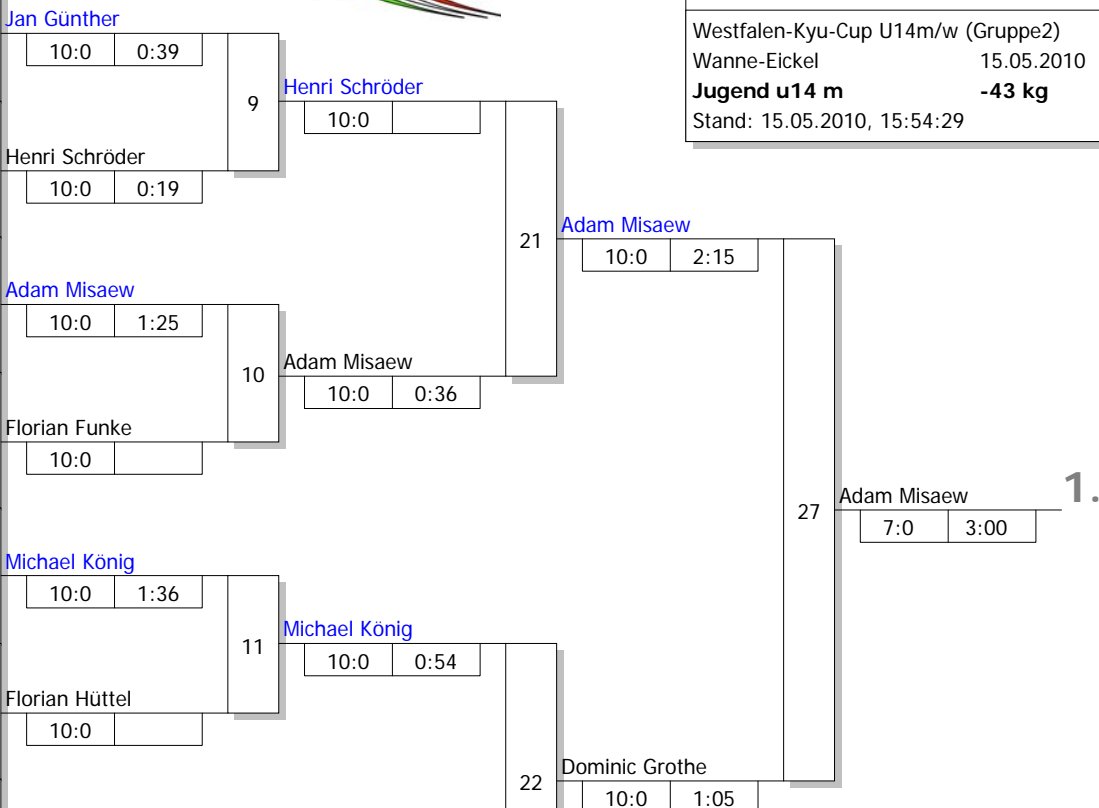 Westfalen-Kyu-Cup U14m/w (Gruppe2)
Wanne-Eickel 15.05.2010
Jugend u14 m -43 kg
Stand: 15.05.2010, 15:54:29
Jan Günther
10:0 0:39
9
Henri Schröder
10:0
Henri Schröder
10:0 0:19
21
Adam Misaew
10:0 2:15
Adam Misaew
10:0 1:25
10
Adam Misaew
10:0 0:36
Florian Funke
10:0
27
Adam Misaew 1.
7:0 3:00
Michael König
10:0 1:36
11
Michael König
10:0 0:54
Florian Hüttel
10:0
22
Dominic Grothe
10:0 1:05